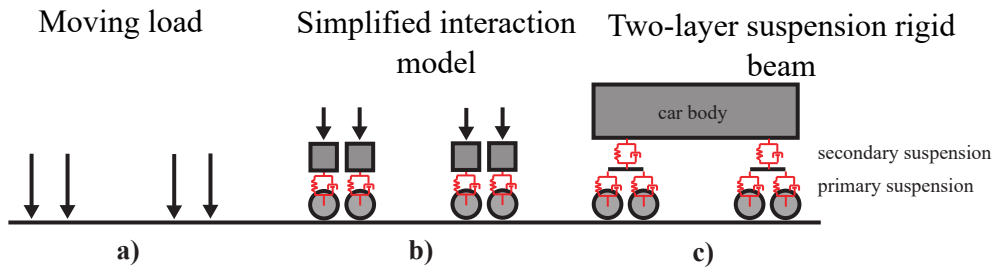 Moving load
Simplified interaction
model
Two-layer suspension rigid
beam
car body
secondary suspension
primary suspension
a)
b)
c)